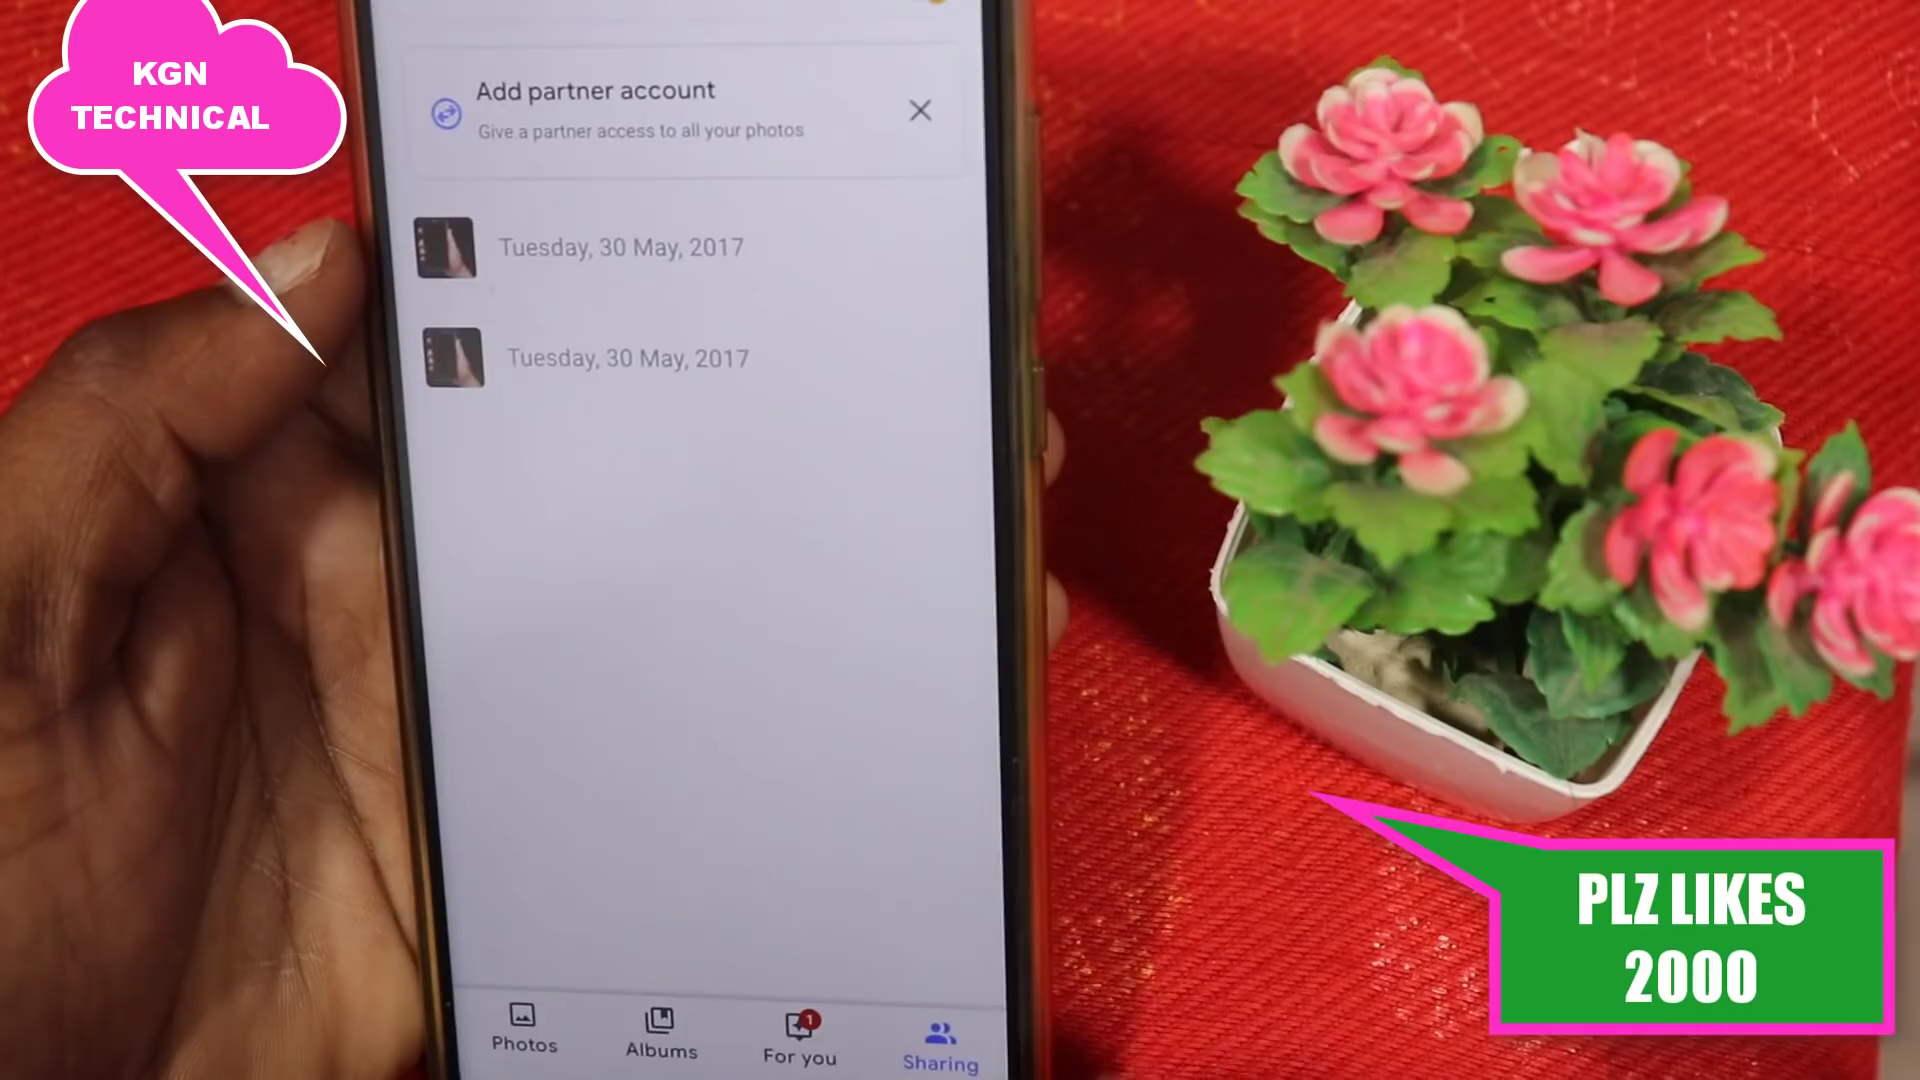 KGN
TECHNICAL
Add partner account
Give a partner access to all your photos
Tuesday, 30 May, 2017
Tuesday, 30 May, 2017
Photos
Albums
1
For you
Sharing
PLZ LIKES
2000